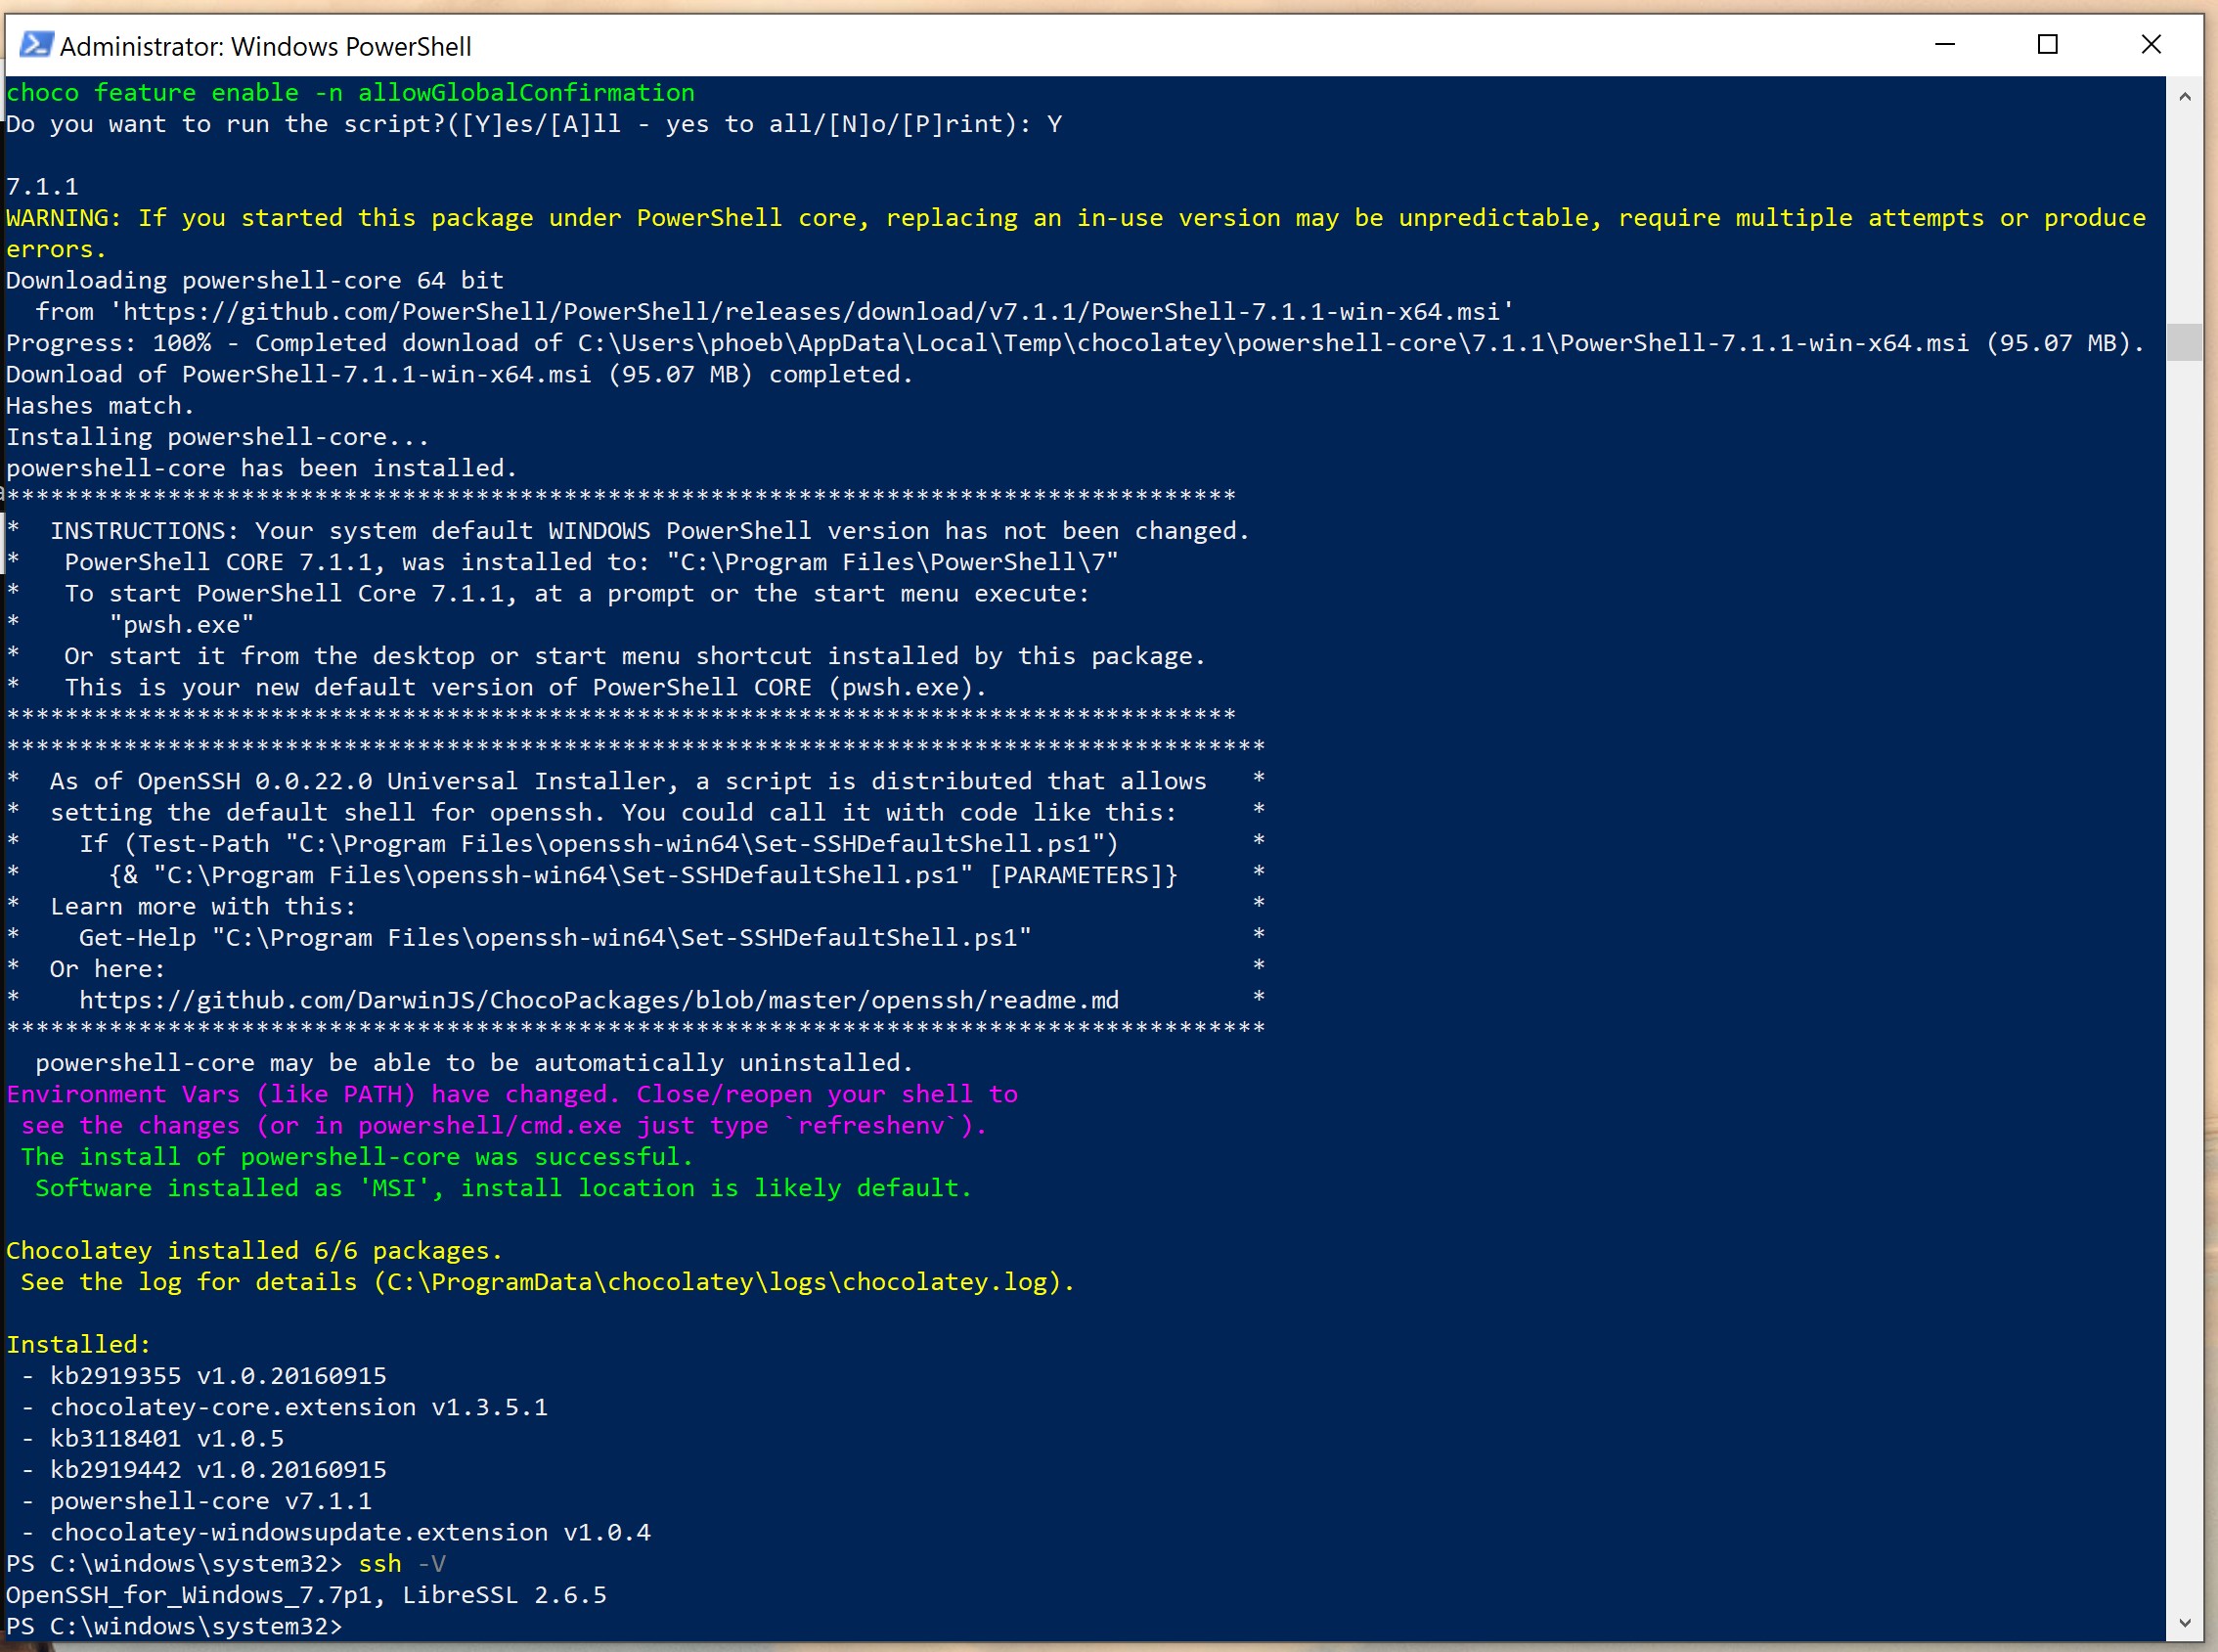 Administrator: Windows PowerShell
choco feature enable -n allowGlobalConfirmation
Do you want to run the script?([Y]es/[A]ll - yes to all/[N]o/[P]rint): Y
7.1.1
WARNING: If you started this package under PowerShell core, replacing an in-use version may be unpredictable, require multiple attempts or produce
errors.
Downloading powershell-core 64 bit
  from 'https://github.com/PowerShell/PowerShell/releases/download/v7.1.1/PowerShell-7.1.1-win-x64.msi'
Progress: 100% - Completed download of C:\Users\phoeb\AppData\Local\Temp\chocolatey\powershell-core\7.1.1\PowerShell-7.1.1-win-x64.msi (95.07 MB).
Download of PowerShell-7.1.1-win-x64.msi (95.07 MB) completed.
Hashes match.
Installing powershell-core...
powershell-core has been installed.
************************************************************************************
*  INSTRUCTIONS: Your system default WINDOWS PowerShell version has not been changed.
*   PowerShell CORE 7.1.1, was installed to: "C:\Program Files\PowerShell\7"
*   To start PowerShell Core 7.1.1, at a prompt or the start menu execute:
*      "pwsh.exe"
*   Or start it from the desktop or start menu shortcut installed by this package.
*   This is your new default version of PowerShell CORE (pwsh.exe).
************************************************************************************
**************************************************************************************
*  As of OpenSSH 0.0.22.0 Universal Installer, a script is distributed that allows   *
*  setting the default shell for openssh. You could call it with code like this:     *
*    If (Test-Path "C:\Program Files\openssh-win64\Set-SSHDefaultShell.ps1")         *
*      {& "C:\Program Files\openssh-win64\Set-SSHDefaultShell.ps1" [PARAMETERS]}     *
*  Learn more with this:                                                             *
*    Get-Help "C:\Program Files\openssh-win64\Set-SSHDefaultShell.ps1"               *
*  Or here:                                                                          *
*    https://github.com/DarwinJS/ChocoPackages/blob/master/openssh/readme.md         *
**************************************************************************************
  powershell-core may be able to be automatically uninstalled.
Environment Vars (like PATH) have changed. Close/reopen your shell to
 see the changes (or in powershell/cmd.exe just type `refreshenv`).
 The install of powershell-core was successful.
  Software installed as 'MSI', install location is likely default.
Chocolatey installed 6/6 packages.
 See the log for details (C:\ProgramData\chocolatey\logs\chocolatey.log).
Installed:
 - kb2919355 v1.0.20160915
 - chocolatey-core.extension v1.3.5.1
 - kb3118401 v1.0.5
 - kb2919442 v1.0.20160915
 - powershell-core v7.1.1
 - chocolatey-windowsupdate.extension v1.0.4
PS C:\windows\system32> ssh -V
OpenSSH_for_Windows_7.7p1, LibreSSL 2.6.5
PS C:\windows\system32>